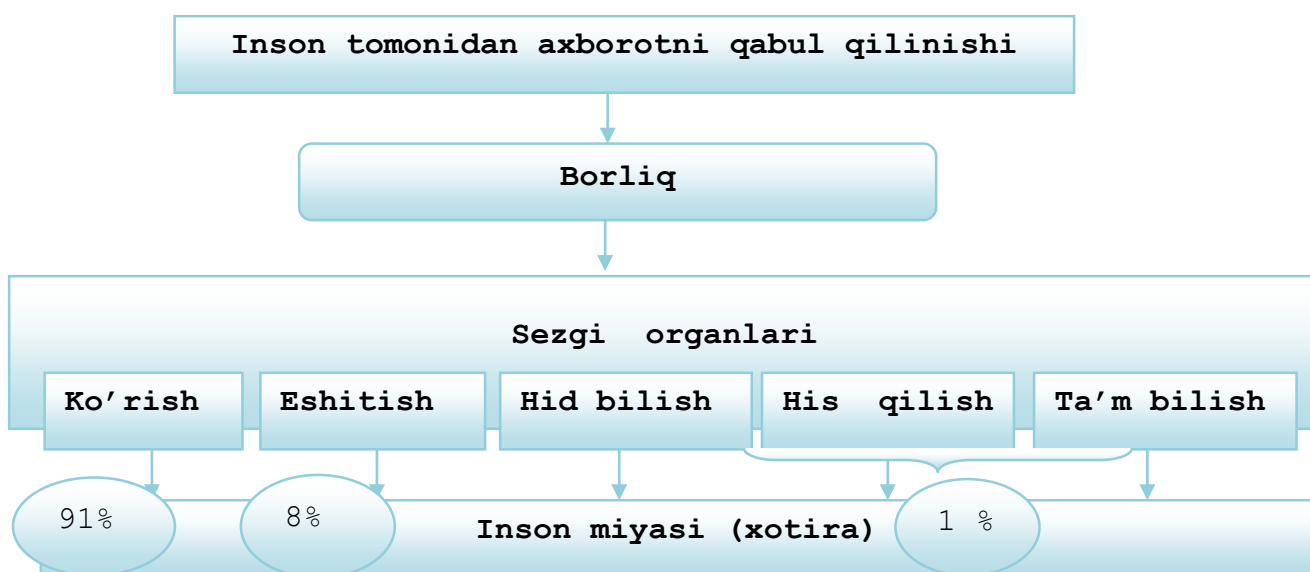 Inson tomonidan axborotni qabul qilinishi
Borliq
Sezgi organlari
Ko’rish
Eshitish
Hid bilish
His qilish
Ta’m bilish
91%
8%
Inson miyasi (xotira)
1 %